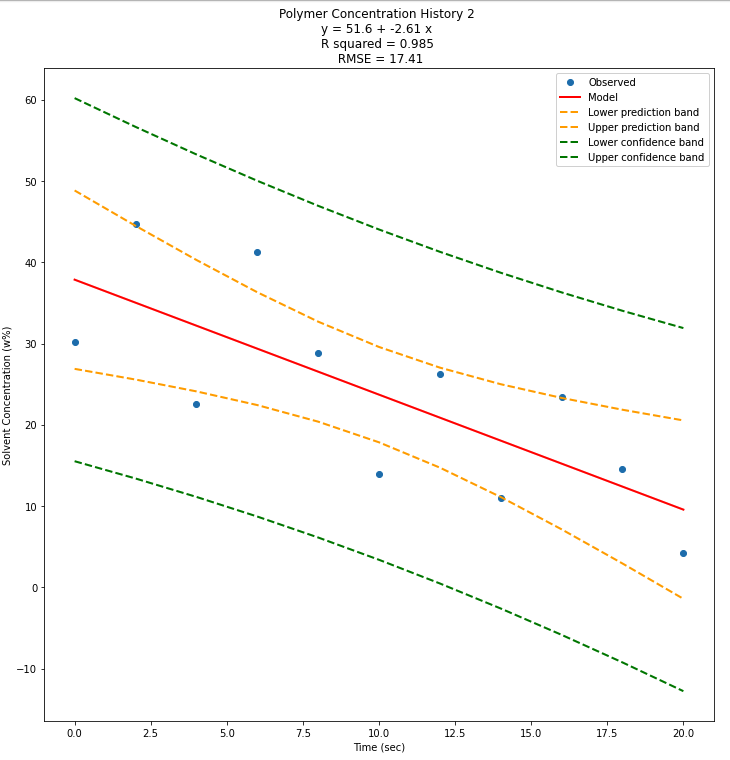 Polymer Concentration History 2
y = 51.6 + -2.61 x
R squared = 0.985
RMSE = 17.41
Observed
Model
Lower prediction band
Upper prediction band
Lower confidence band
Upper confidence band
Solvent Concentration (w%)
60
50
40
30
20
10
0
−10
0.0 2.5 5.0 7.5 10.0 12.5 15.0 17.5 20.0
Time (sec)